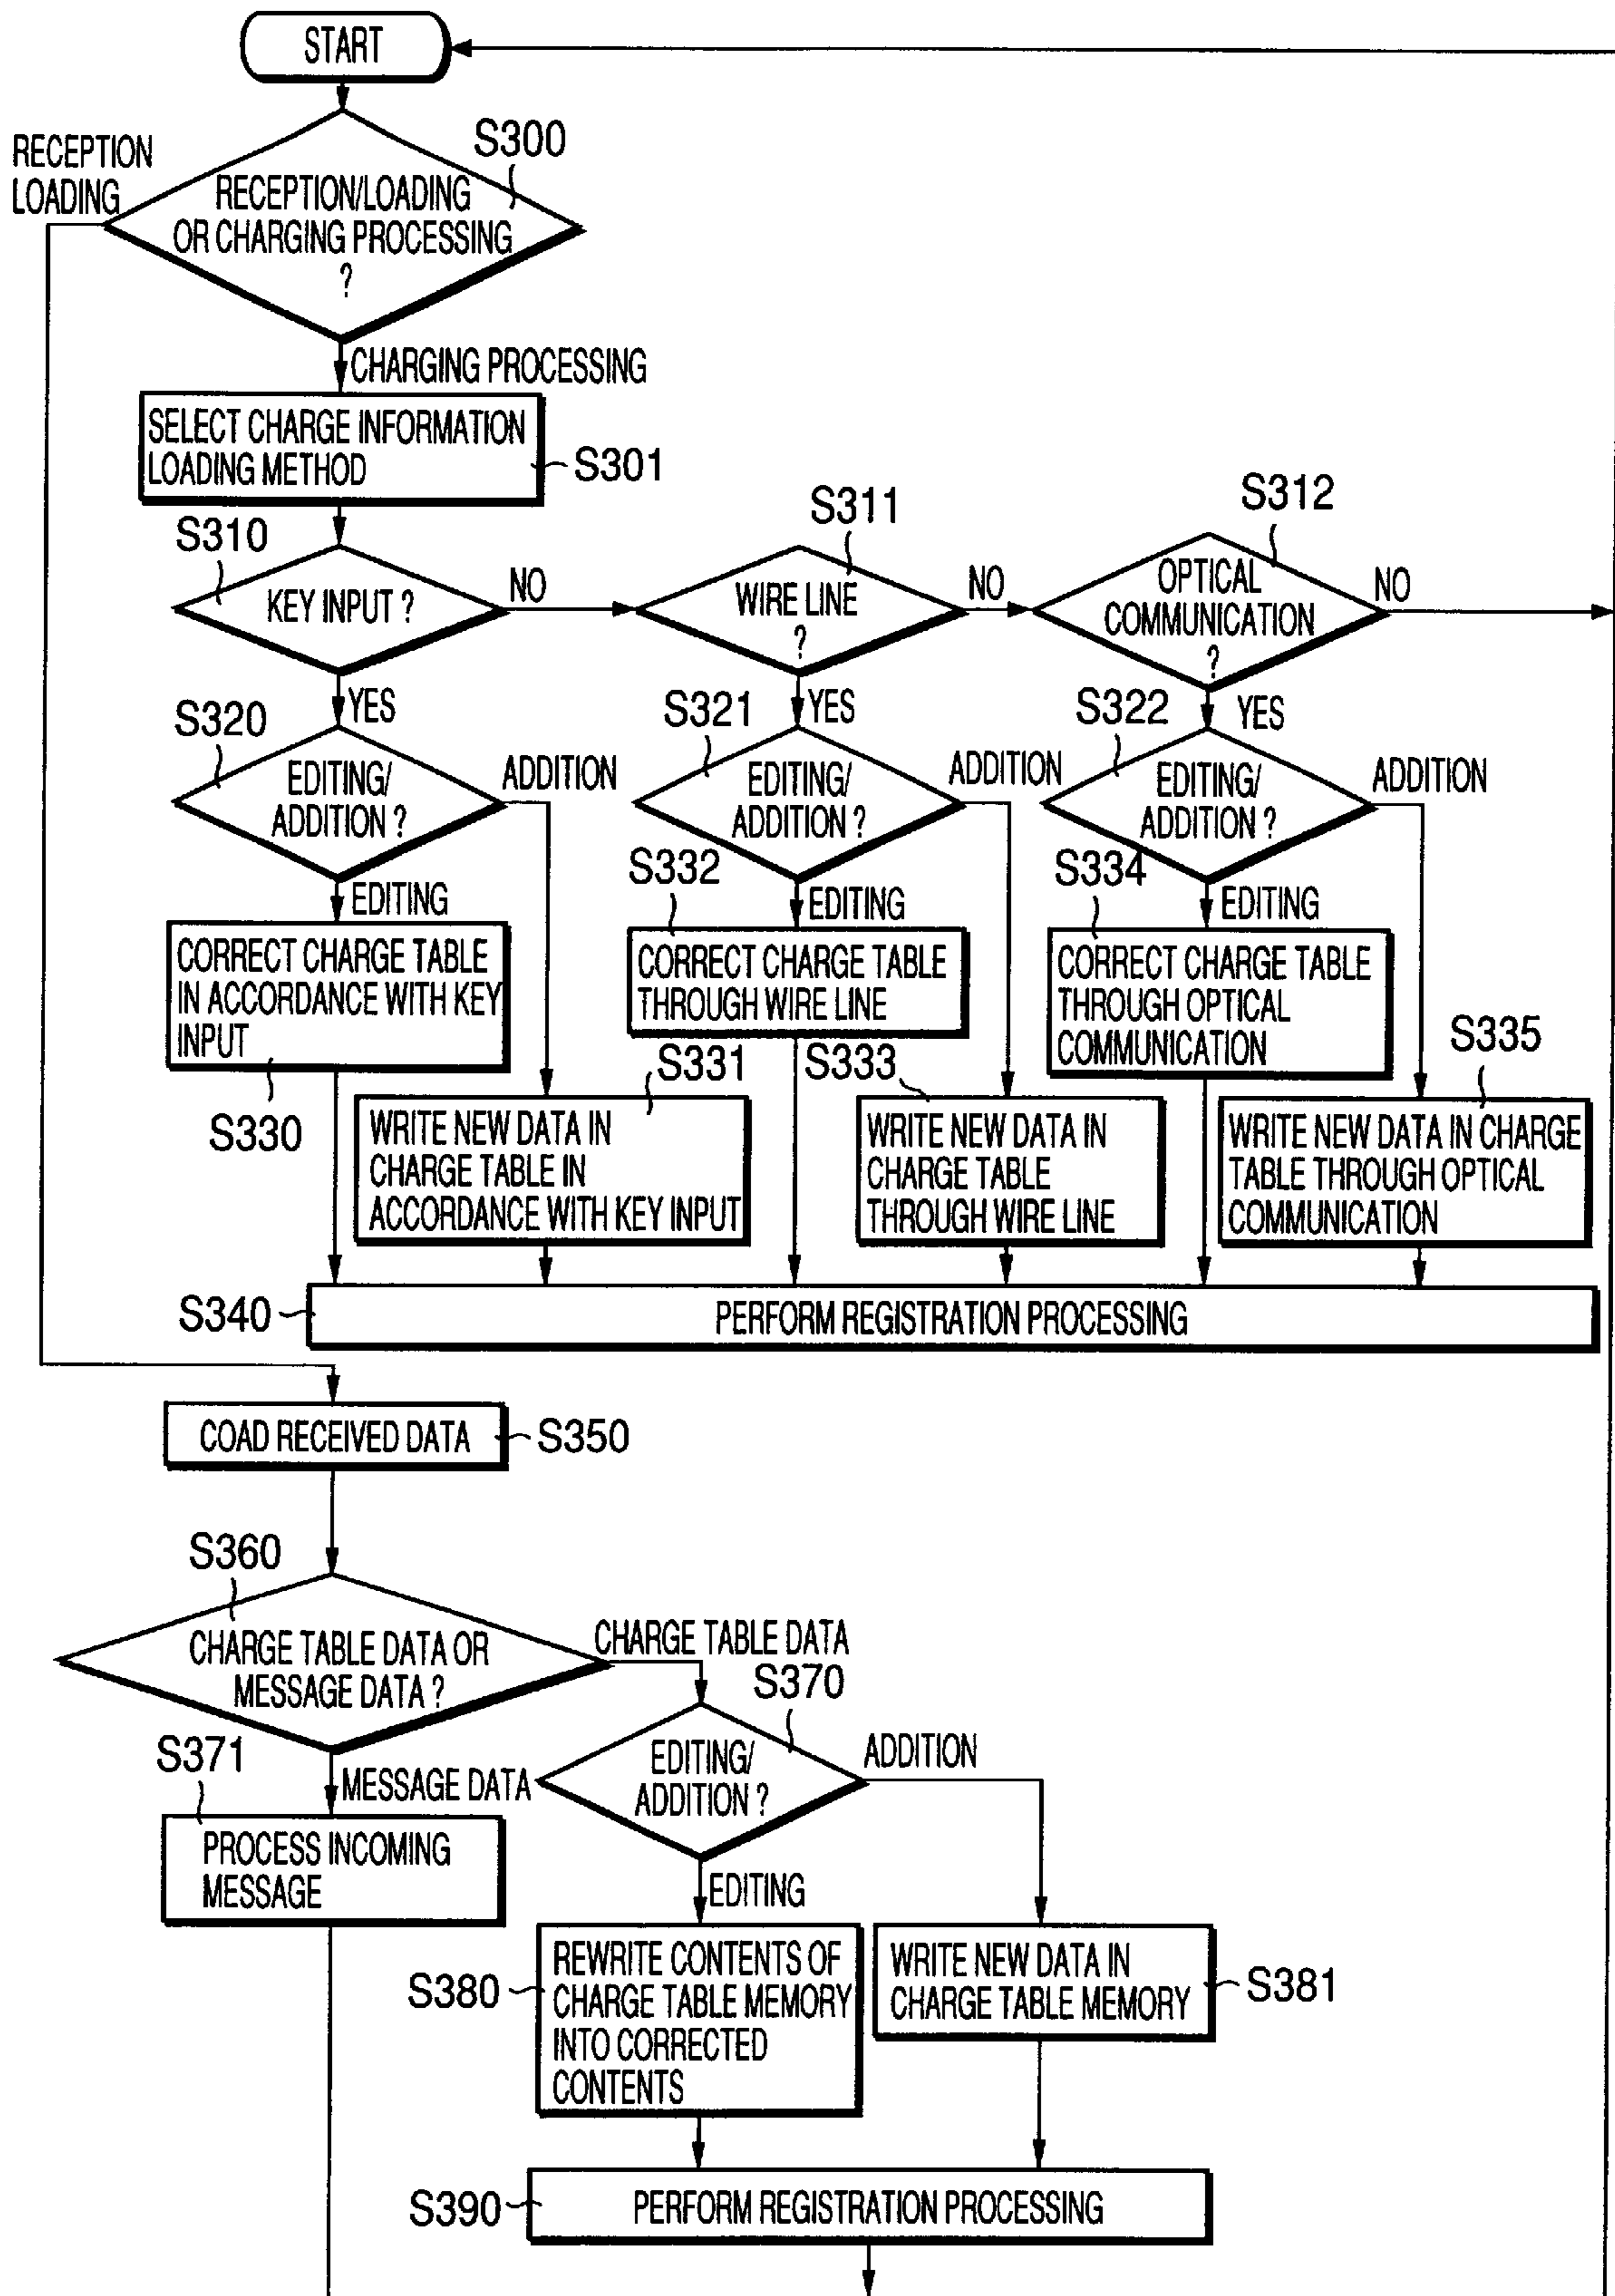 START
RECEPTION
LOADING
S300
RECEPTION/LOADING
OR CHARGING PROCESSING
?
CHARGING PROCESSING
SELECT CHARGE INFORMATION
LOADING METHOD
S301
S310
KEY INPUT ?
NO
S311
WIRE LINE
?
NO
S312
OPTICAL
COMMUNICATION
?
NO
YES
YES
YES
S320
EDITING/
ADDITION ?
ADDITION
S321
EDITING/
ADDITION ?
ADDITION
S322
EDITING/
ADDITION ?
ADDITION
EDITING
S332
EDITING
S334
EDITING
CORRECT CHARGE TABLE
IN ACCORDANCE WITH KEY
INPUT
S330
CORRECT CHARGE TABLE
THROUGH WIRE LINE
CORRECT CHARGE TABLE
THROUGH OPTICAL
COMMUNICATION
S331
WRITE NEW DATA IN
CHARGE TABLE IN
ACCORDANCE WITH KEY INPUT
S333
WRITE NEW DATA IN
CHARGE TABLE
THROUGH WIRE LINE
S335
WRITE NEW DATA IN CHARGE
TABLE THROUGH OPTICAL
COMMUNICATION
S340
PERFORM REGISTRATION PROCESSING
COAD RECEIVED DATA
S350
S360
CHARGE TABLE DATA OR
MESSAGE DATA ?
CHARGE TABLE DATA
S370
EDITING/
ADDITION ?
ADDITION
S371
MESSAGE DATA
PROCESS INCOMING
MESSAGE
EDITING
S380
REWRITE CONTENTS OF
CHARGE TABLE MEMORY
INTO CORRECTED
CONTENTS
WRITE NEW DATA IN
CHARGE TABLE MEMORY
S381
S390
PERFORM REGISTRATION PROCESSING